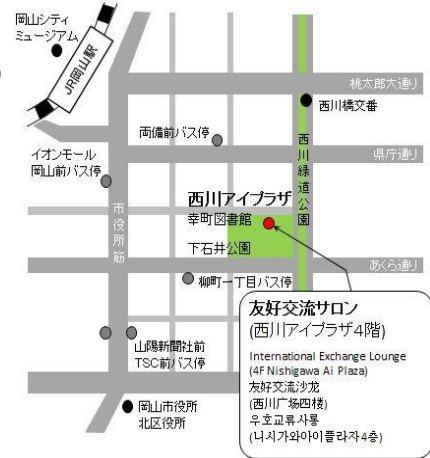 岡山シティ
ミュージアム
JR岡山駅
桃太郎大通り
西川橋交番
両備前バス停
県庁通り
イオンモール
岡山前バス停
西川緑道公園
市役所筋
西川アイプラザ
幸町図書館
下石井公園
あくら通り
柳町一丁目バス停
山陽新聞社前
TSC前バス停
岡山市役所
北区役所
友好交流サロン
(西川アイプラザ4階)
International Exchange Lounge
(4F Nishigawa Ai Plaza)
友好交流沙龙
(西川广场四楼)
우호교류사롱
(니시가와아이플라자4층)